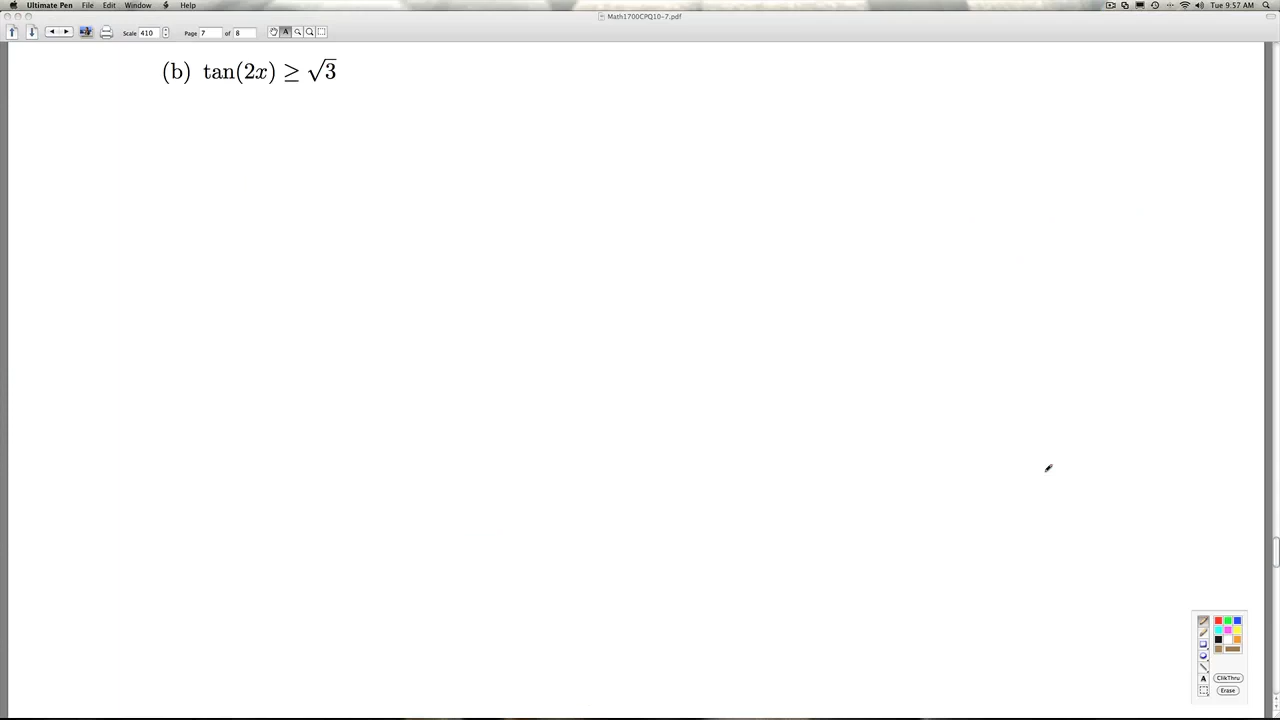 Ultimate Pen File Edit Window Help Tue 9:57 AM
Math1700CPQ10-7.pdf
Scale 410 Page 7 of 8 A
(b) tan(2x) ≥ √3
A ClikThru
Erase